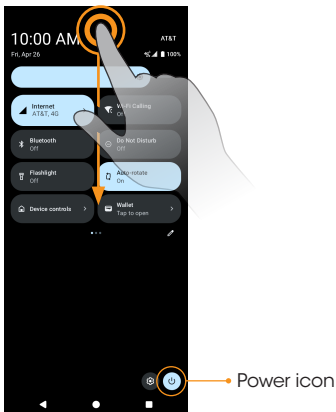 10:00 AM
AT&T
Fri, Apr 26
100%
Internet
AT&T, 4G
Wi-Fi Calling
On
Bluetooth
Off
Do Not Disturb
Off
Flashlight
Off
Auto-rotate
On
Device controls
Wallet
Tap to open
Power icon